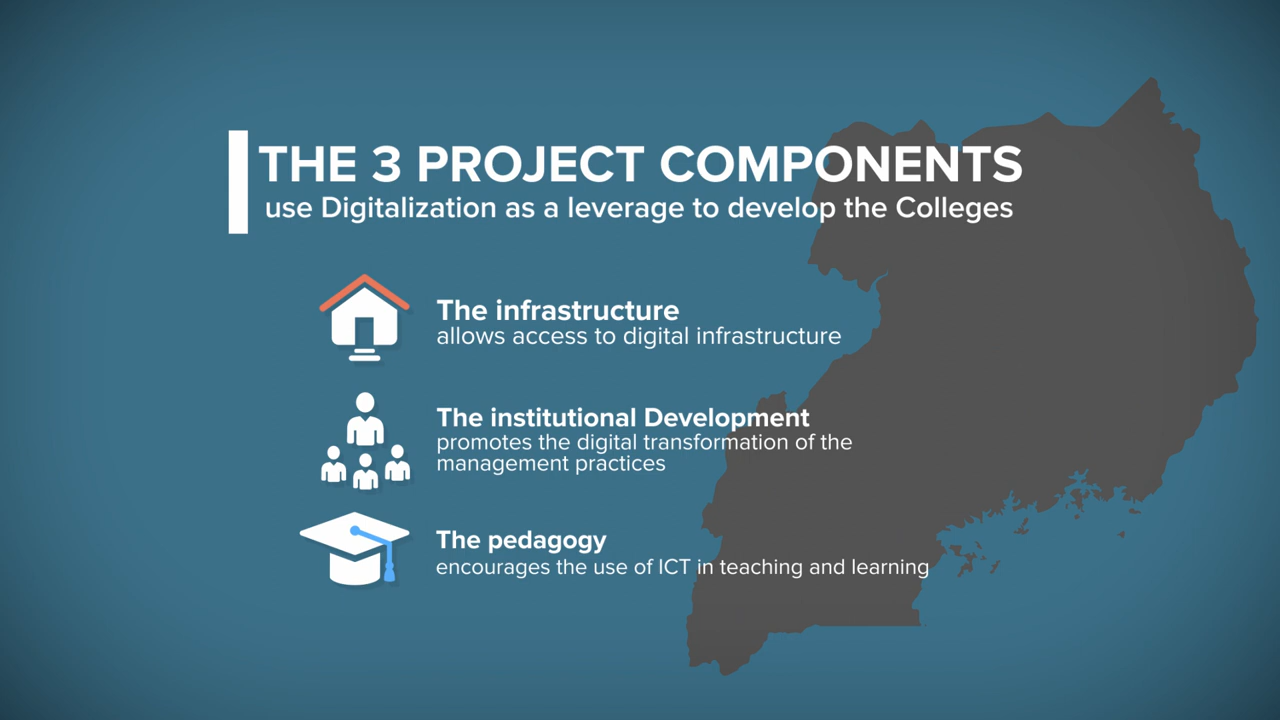 THE 3 PROJECT COMPONENTS
use Digitalization as a leverage to develop the Colleges
The infrastructure
allows access to digital infrastructure
The institutional Development
promotes the digital transformation of the
management practices
The pedagogy
encourages the use of ICT in teaching and learning